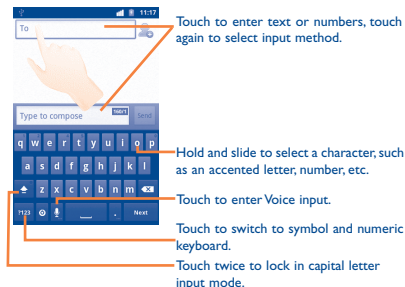 11:17
To
Touch to enter text or numbers, touch
again to select input method.
Type to compose
160/1
Send
q w e r t y u i o p
Hold and slide to select a character, such
as an accented letter, number, etc.
a s d f g h j k l
z x c v b n m
Touch to enter Voice input.
?123
.
Next
Touch to switch to symbol and numeric
keyboard.
Touch twice to lock in capital letter
input mode.